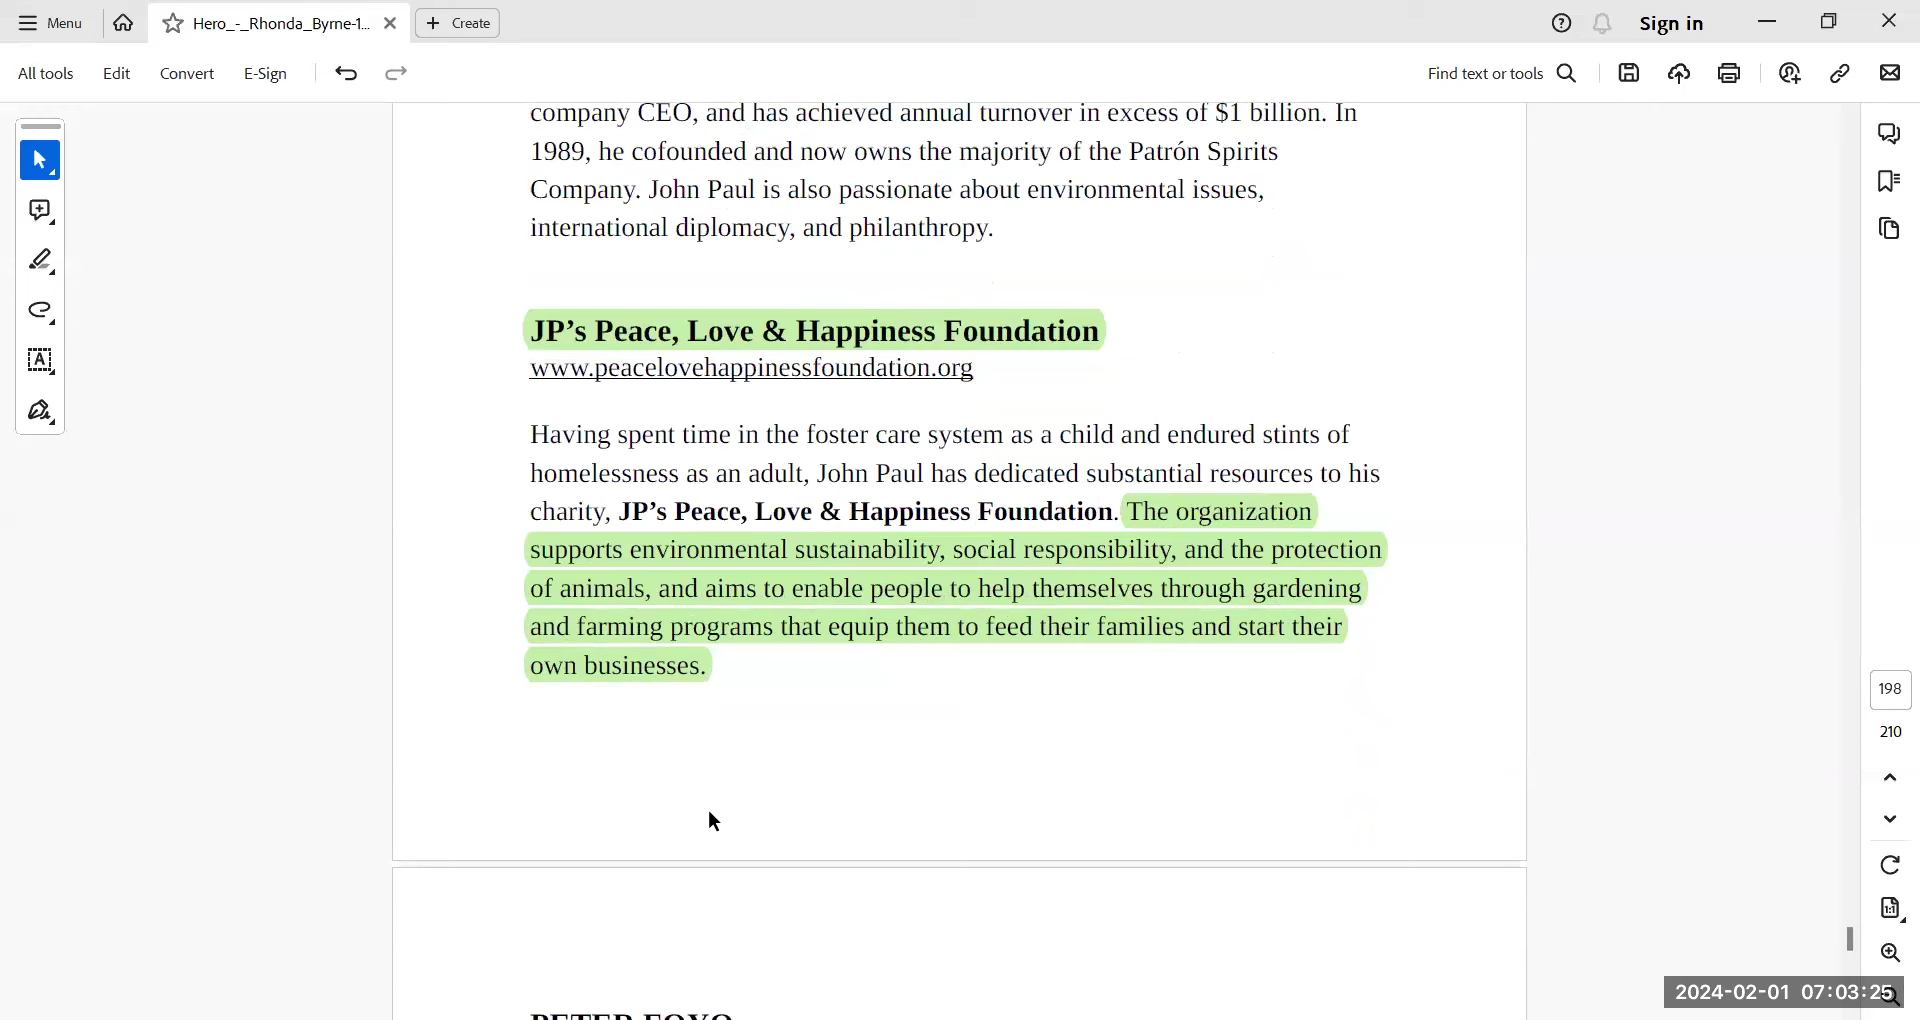 Menu
Hero_-_Rhonda_Byrne-1...
Create
Sign in
All tools
Edit
Convert
E-Sign
Find text or tools
company CEO, and has achieved annual turnover in excess of $1 billion. In
1989, he cofounded and now owns the majority of the Patrón Spirits
Company. John Paul is also passionate about environmental issues,
international diplomacy, and philanthropy.
JP’s Peace, Love & Happiness Foundation
www.peacelovehappinessfoundation.org
Having spent time in the foster care system as a child and endured stints of
homelessness as an adult, John Paul has dedicated substantial resources to his
charity, JP’s Peace, Love & Happiness Foundation. The organization
supports environmental sustainability, social responsibility, and the protection
of animals, and aims to enable people to help themselves through gardening
and farming programs that equip them to feed their families and start their
own businesses.
198
210
PETER FOYO
2024-02-01 07:03:25